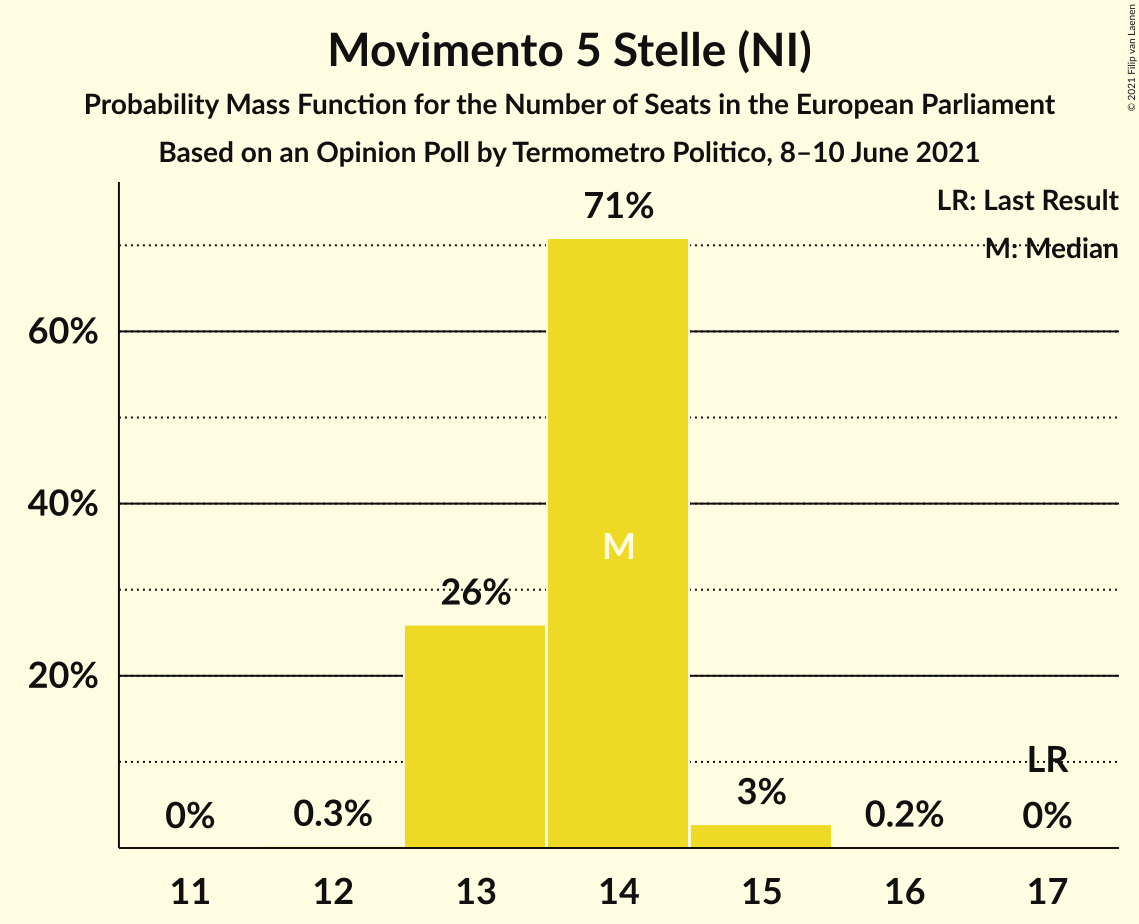 Movimento 5 Stelle (NI)
Probability Mass Function for the Number of Seats in the European Parliament
Based on an Opinion Poll by Termometro Politico, 8–10 June 2021
© 2021 Filip van Laenen
LR: Last Result
M: Median
71%
60%
M
40%
26%
20%
LR
0%
0.3%
3%
0.2%
0%
11 12 13 14 15 16 17